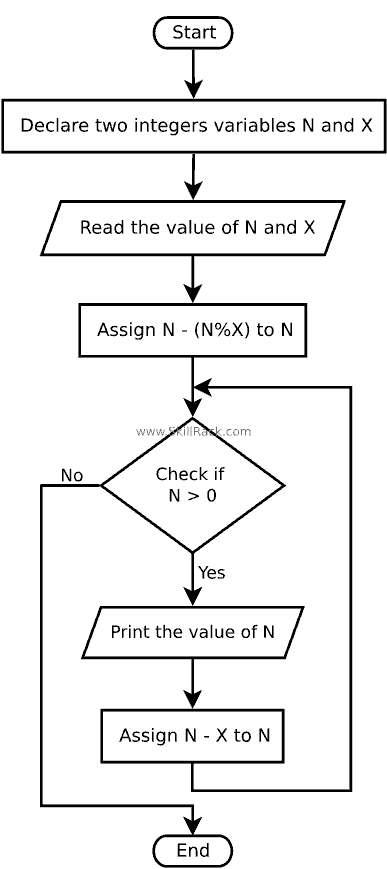 Start
Declare two integers variables N and X
Read the value of N and X
Assign N - (N%X) to N
www.SkillRack.com
Check if
N > 0
No
Yes
Print the value of N
Assign N - X to N
End